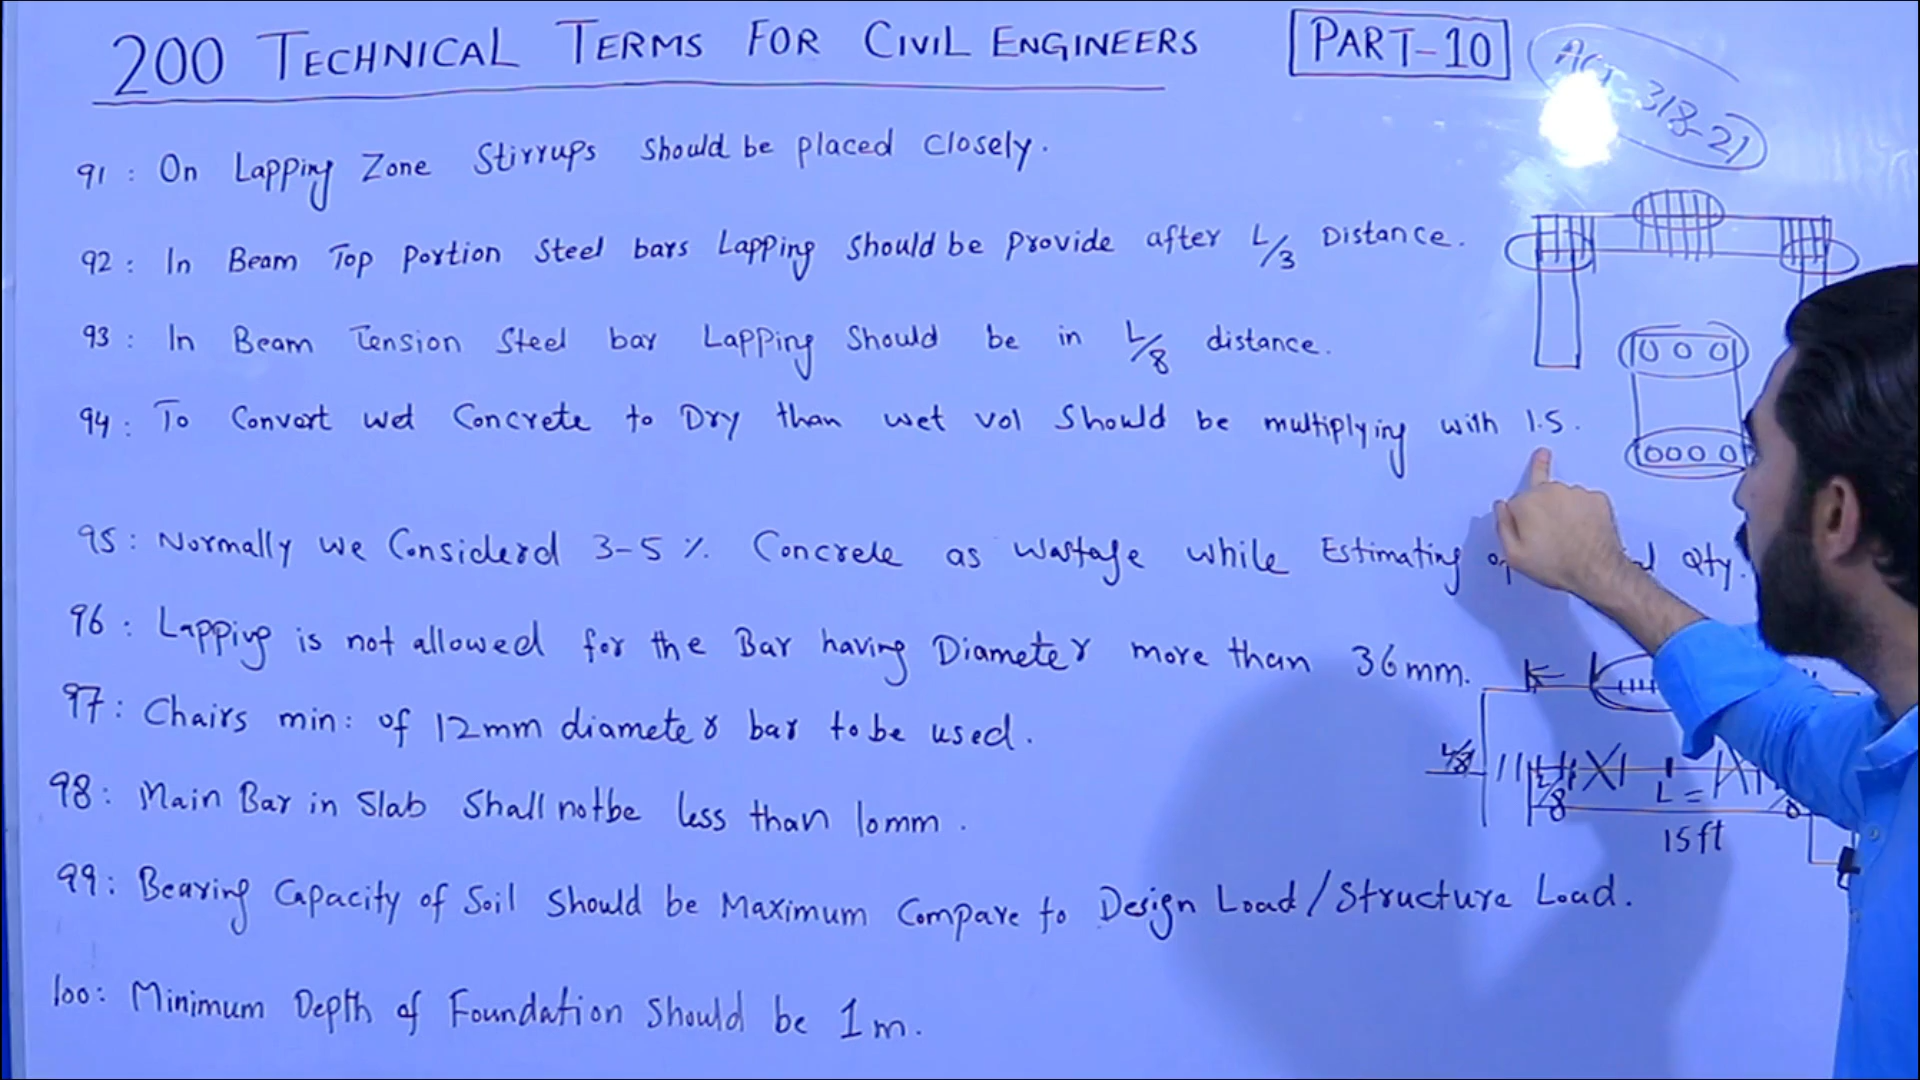 200 TECHNICAL TERMS FOR CIVIL ENGINEERS
PART-10
ACI 318-21
91: On Lapping Zone Stirrups Should be placed closely.
92: In Beam Top portion Steel bars Lapping Should be Provide after L/3 Distance.
93: In Beam Tension Steel bar Lapping Should be in L/8 distance.
94: To Convert wet Concrete to Dry than wet vol Should be multiplying with 1.5.
95: Normally we Considerd 3-5 % Concrete as Wastage while Estimating Qty.
96: Lapping is not allowed for the Bar having Diameter more than 36mm.
97: Chairs min: of 12mm diameter bar to be used.
98: Main Bar in Slab Shall not be less than 10mm.
99: Bearing Capacity of Soil Should be Maximum Compare to Design Load/Structure Load.
100: Minimum Depth of Foundation Should be 1m.
L/8
L/8
L =
15ft